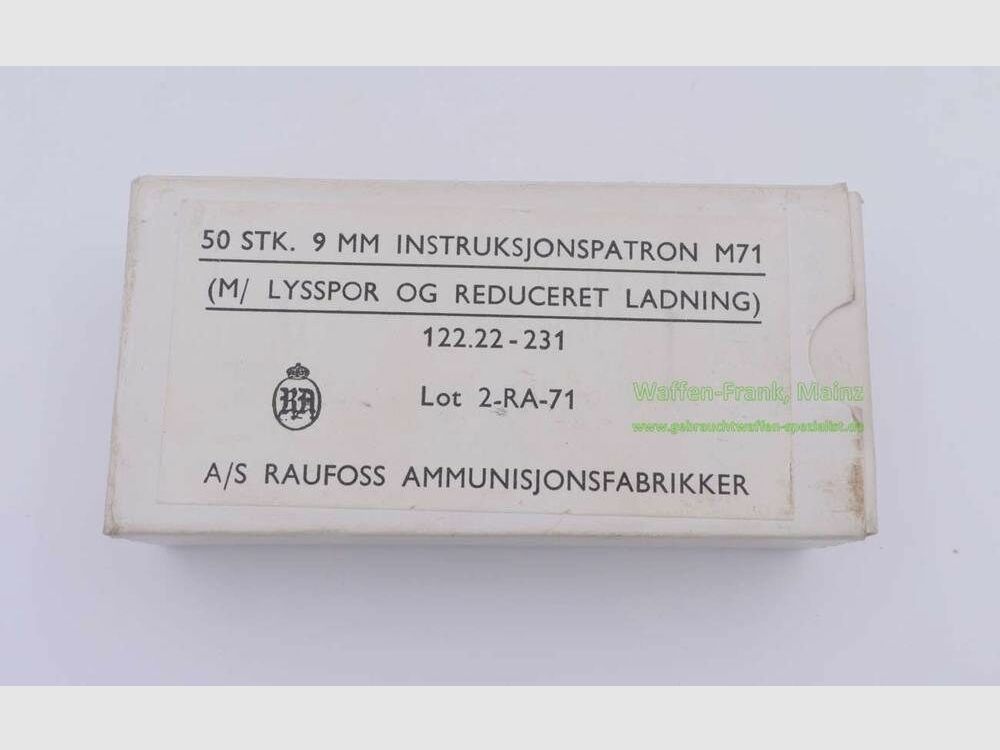 50 STK. 9 MM INSTRUKSJONSPATRON M71
(M/ LYSSPOR OG REDUCERET LADNING)
122.22-231
RA
Lot 2-RA-71
A/S RAUFOSS AMMUNISJONSFABRIKKER
Waffen-Frank, Mainz
www.gebrauchtwaffen-spezialist.de